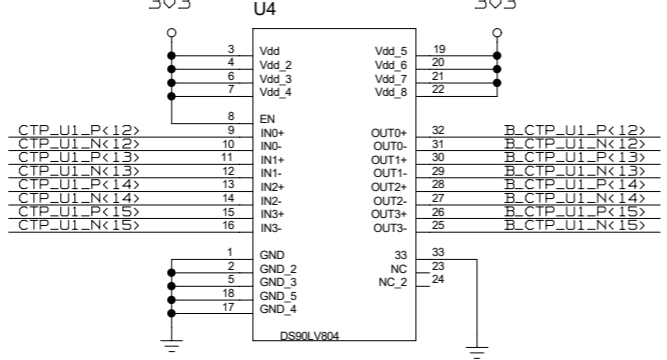 3V3 3V3
U4
3 Vdd Vdd_5 19
4 Vdd_2 Vdd_6 20
6 Vdd_3 Vdd_7 21
7 Vdd_4 Vdd_8 22
8 EN
CTP_U1_P<12> 9 IN0+ OUT0+ 32 B_CTP_U1_P<12>
CTP_U1_N<12> 10 IN0- OUT0- 31 B_CTP_U1_N<12>
CTP_U1_P<13> 11 IN1+ OUT1+ 30 B_CTP_U1_P<13>
CTP_U1_N<13> 12 IN1- OUT1- 29 B_CTP_U1_N<13>
CTP_U1_P<14> 13 IN2+ OUT2+ 28 B_CTP_U1_P<14>
CTP_U1_N<14> 14 IN2- OUT2- 27 B_CTP_U1_N<14>
CTP_U1_P<15> 15 IN3+ OUT3+ 26 B_CTP_U1_P<15>
CTP_U1_N<15> 16 IN3- OUT3- 25 B_CTP_U1_N<15>
1 GND 33 33
2 GND_2 NC 23
5 GND_3 NC_2 24
18 GND_5
17 GND_4
DS90LV804